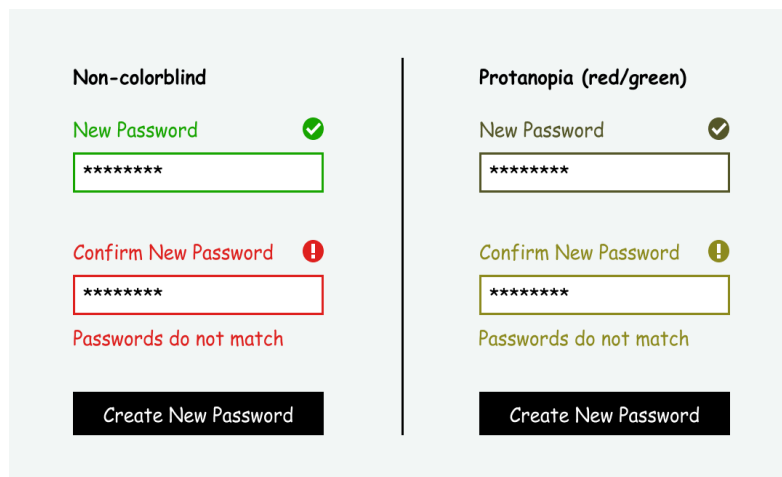 Non-colorblind
New Password
********
Confirm New Password
********
Passwords do not match
Create New Password
Protanopia (red/green)
New Password
********
Confirm New Password
********
Passwords do not match
Create New Password